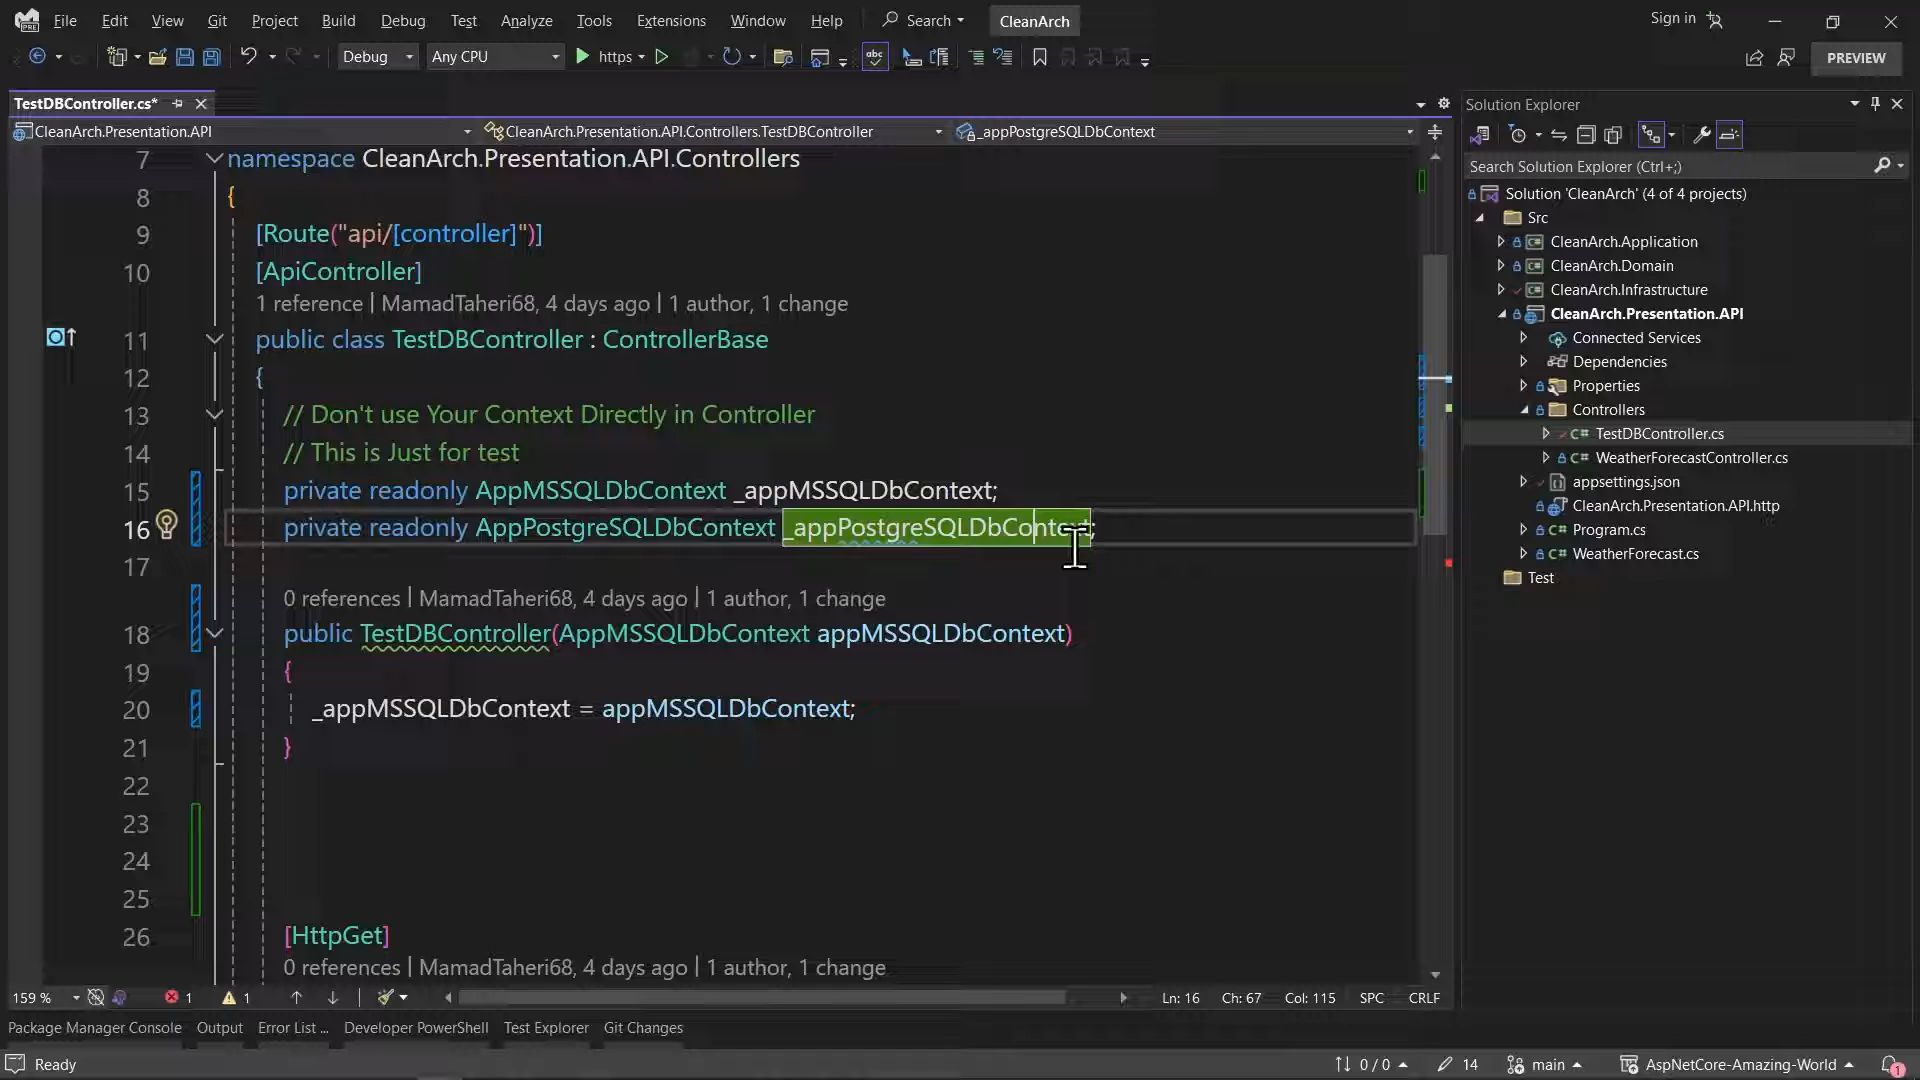 File Edit View Git Project Build Debug Test Analyze Tools Extensions Window Help Search CleanArch Sign in
Debug Any CPU https PREVIEW
TestDBController.cs*
CleanArch.Presentation.API CleanArch.Presentation.API.Controllers.TestDBController _appPostgreSQLDbContext
7 namespace CleanArch.Presentation.API.Controllers
8 {
9 [Route("api/[controller]")]
10 [ApiController]
1 reference | MamadTaheri68, 4 days ago | 1 author, 1 change
11 public class TestDBController : ControllerBase
12 {
13 // Don't use Your Context Directly in Controller
14 // This is Just for test
15 private readonly AppMSSQLDbContext _appMSSQLDbContext;
16 private readonly AppPostgreSQLDbContext _appPostgreSQLDbContext;
17
0 references | MamadTaheri68, 4 days ago | 1 author, 1 change
18 public TestDBController(AppMSSQLDbContext appMSSQLDbContext)
19 {
20 _appMSSQLDbContext = appMSSQLDbContext;
21 }
22
23
24
25
26 [HttpGet]
0 references | MamadTaheri68, 4 days ago | 1 author, 1 change
159 % 1 1 Ln: 16 Ch: 67 Col: 115 SPC CRLF
Solution Explorer
Search Solution Explorer (Ctrl+;)
Solution 'CleanArch' (4 of 4 projects)
Src
CleanArch.Application
CleanArch.Domain
CleanArch.Infrastructure
CleanArch.Presentation.API
Connected Services
Dependencies
Properties
Controllers
C# TestDBController.cs
C# WeatherForecastController.cs
appsettings.json
CleanArch.Presentation.API.http
C# Program.cs
C# WeatherForecast.cs
Test
Package Manager Console Output Error List ... Developer PowerShell Test Explorer Git Changes
Ready 0 / 0 14 main AspNetCore-Amazing-World 1